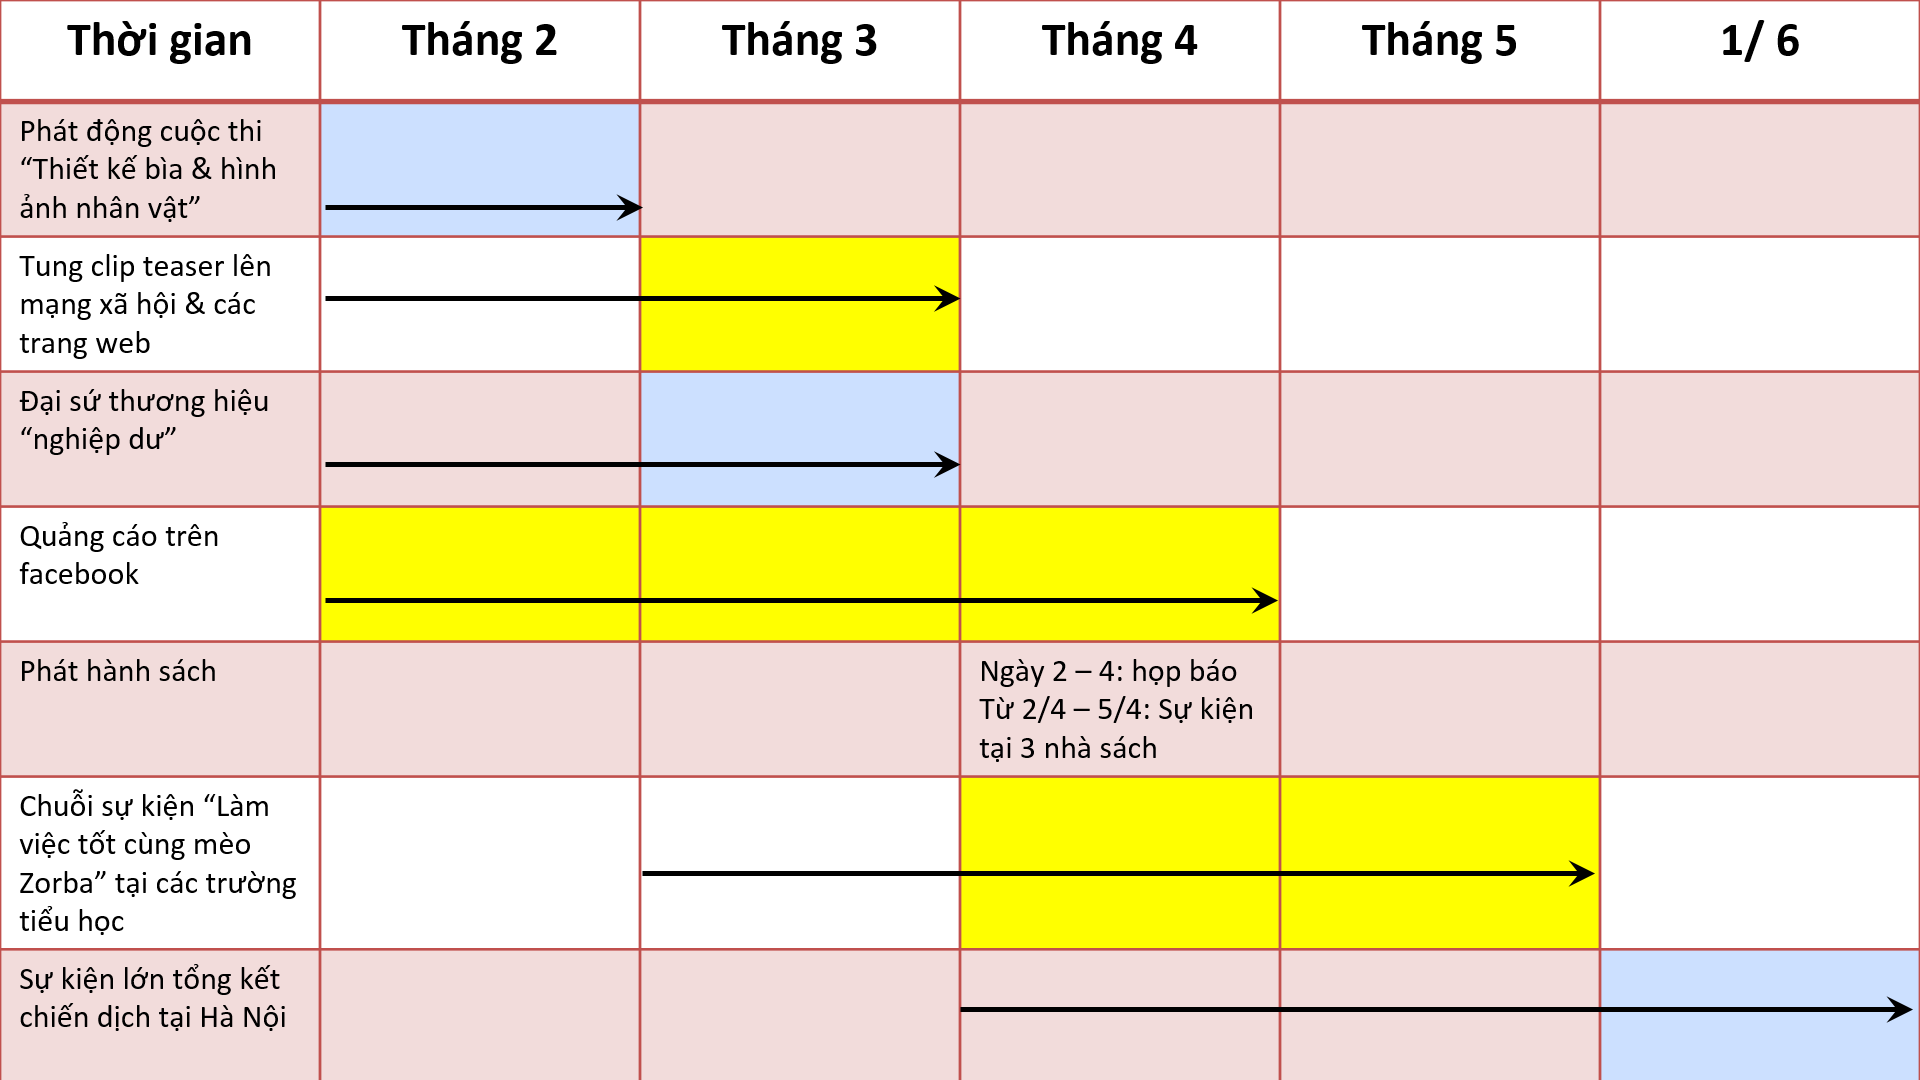 Thời gian
Tháng 2
Tháng 3
Tháng 4
Tháng 5
1/ 6
Phát động cuộc thi
“Thiết kế bìa & hình
ảnh nhân vật”
Tung clip teaser lên
mạng xã hội & các
trang web
Đại sứ thương hiệu
“nghiệp dư”
Quảng cáo trên
facebook
Phát hành sách
Ngày 2 – 4: họp báo
Từ 2/4 – 5/4: Sự kiện
tại 3 nhà sách
Chuỗi sự kiện “Làm
việc tốt cùng mèo
Zorba” tại các trường
tiểu học
Sự kiện lớn tổng kết
chiến dịch tại Hà Nội